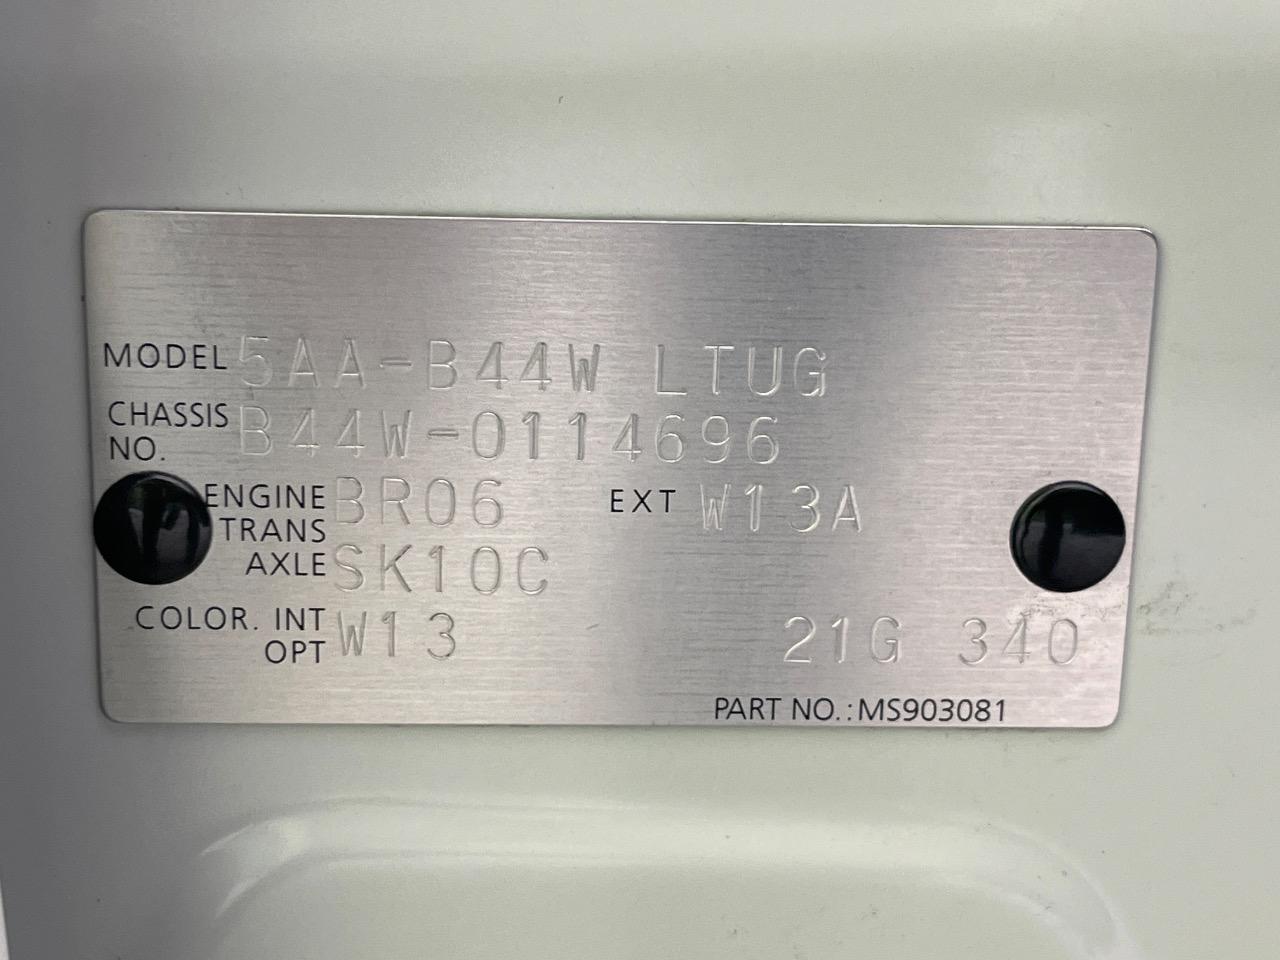 MODEL 5AA-B44W LTUG
CHASSIS NO. B44W-0114696
ENGINE BR06 EXT W13A
TRANS AXLE SK10C
COLOR. INT W13
OPT 21G 340
PART NO.:MS903081